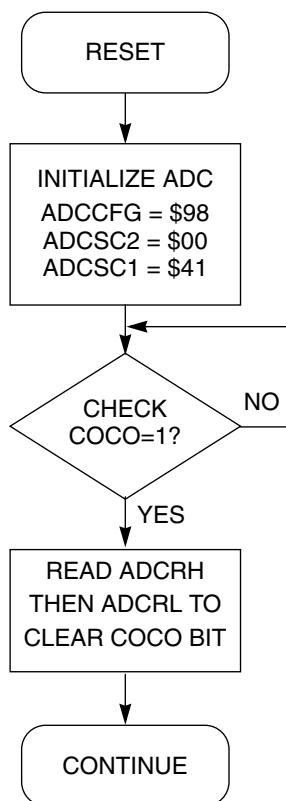 RESET
INITIALIZE ADC
ADCCFG = $98
ADCSC2 = $00
ADCSC1 = $41
CHECK
COCO=1?
NO
YES
READ ADCRH
THEN ADCRL TO
CLEAR COCO BIT
CONTINUE